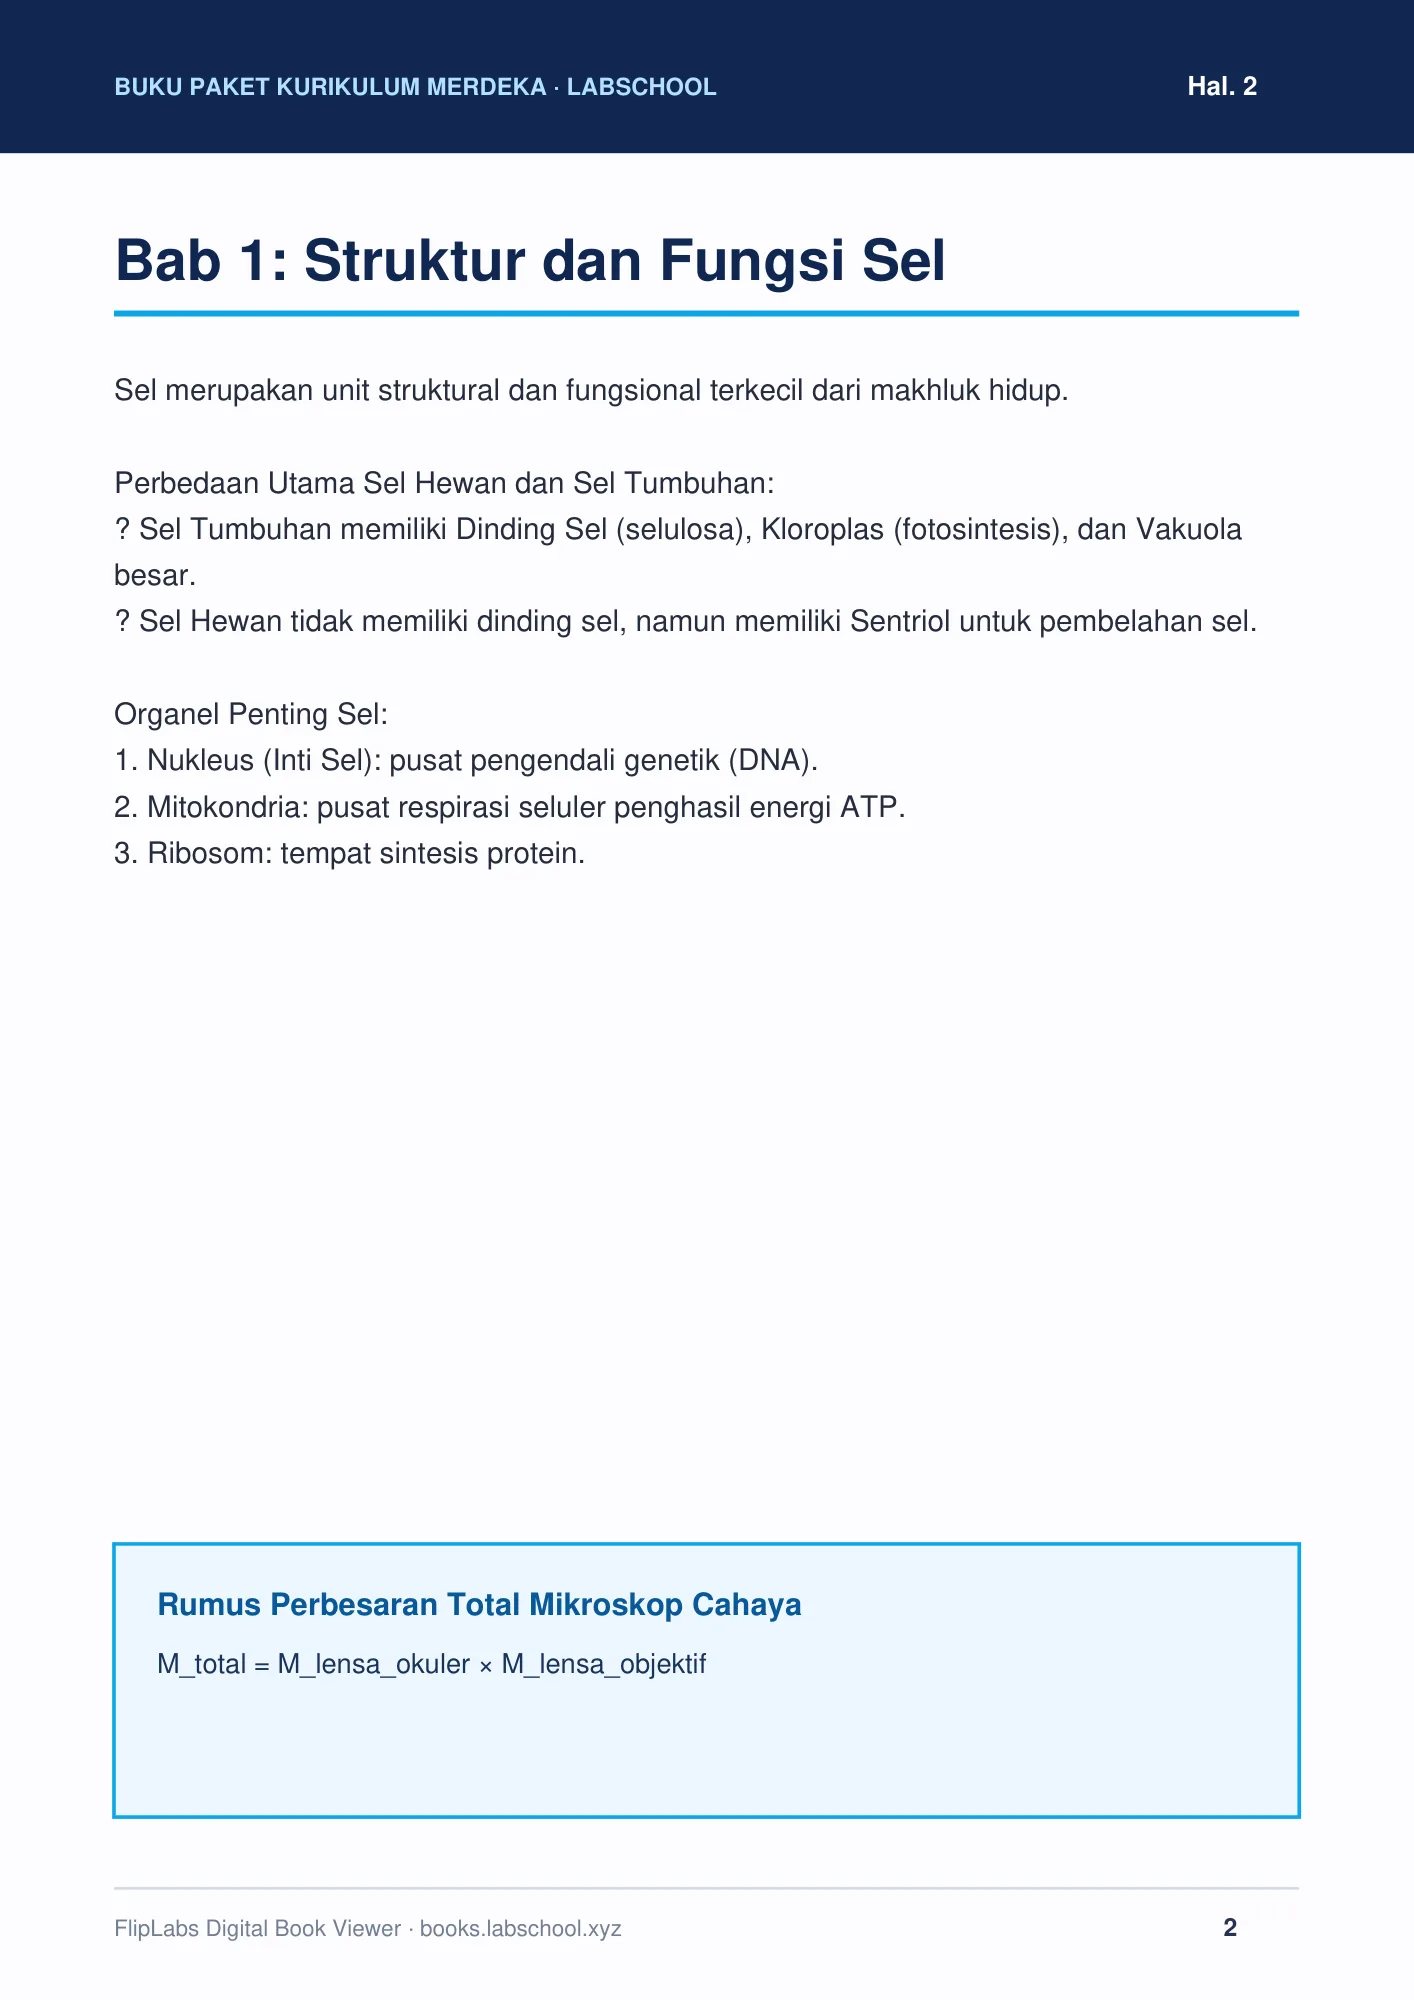 BUKU PAKET KURIKULUM MERDEKA · LABSCHOOL
Hal. 2
Bab 1: Struktur dan Fungsi Sel
Sel merupakan unit struktural dan fungsional terkecil dari makhluk hidup.
Perbedaan Utama Sel Hewan dan Sel Tumbuhan:
? Sel Tumbuhan memiliki Dinding Sel (selulosa), Kloroplas (fotosintesis), dan Vakuola
besar.
? Sel Hewan tidak memiliki dinding sel, namun memiliki Sentriol untuk pembelahan sel.
Organel Penting Sel:
1. Nukleus (Inti Sel): pusat pengendali genetik (DNA).
2. Mitokondria: pusat respirasi seluler penghasil energi ATP.
3. Ribosom: tempat sintesis protein.
Rumus Perbesaran Total Mikroskop Cahaya
M_total = M_lensa_okuler × M_lensa_objektif
FlipLabs Digital Book Viewer · books.labschool.xyz
2